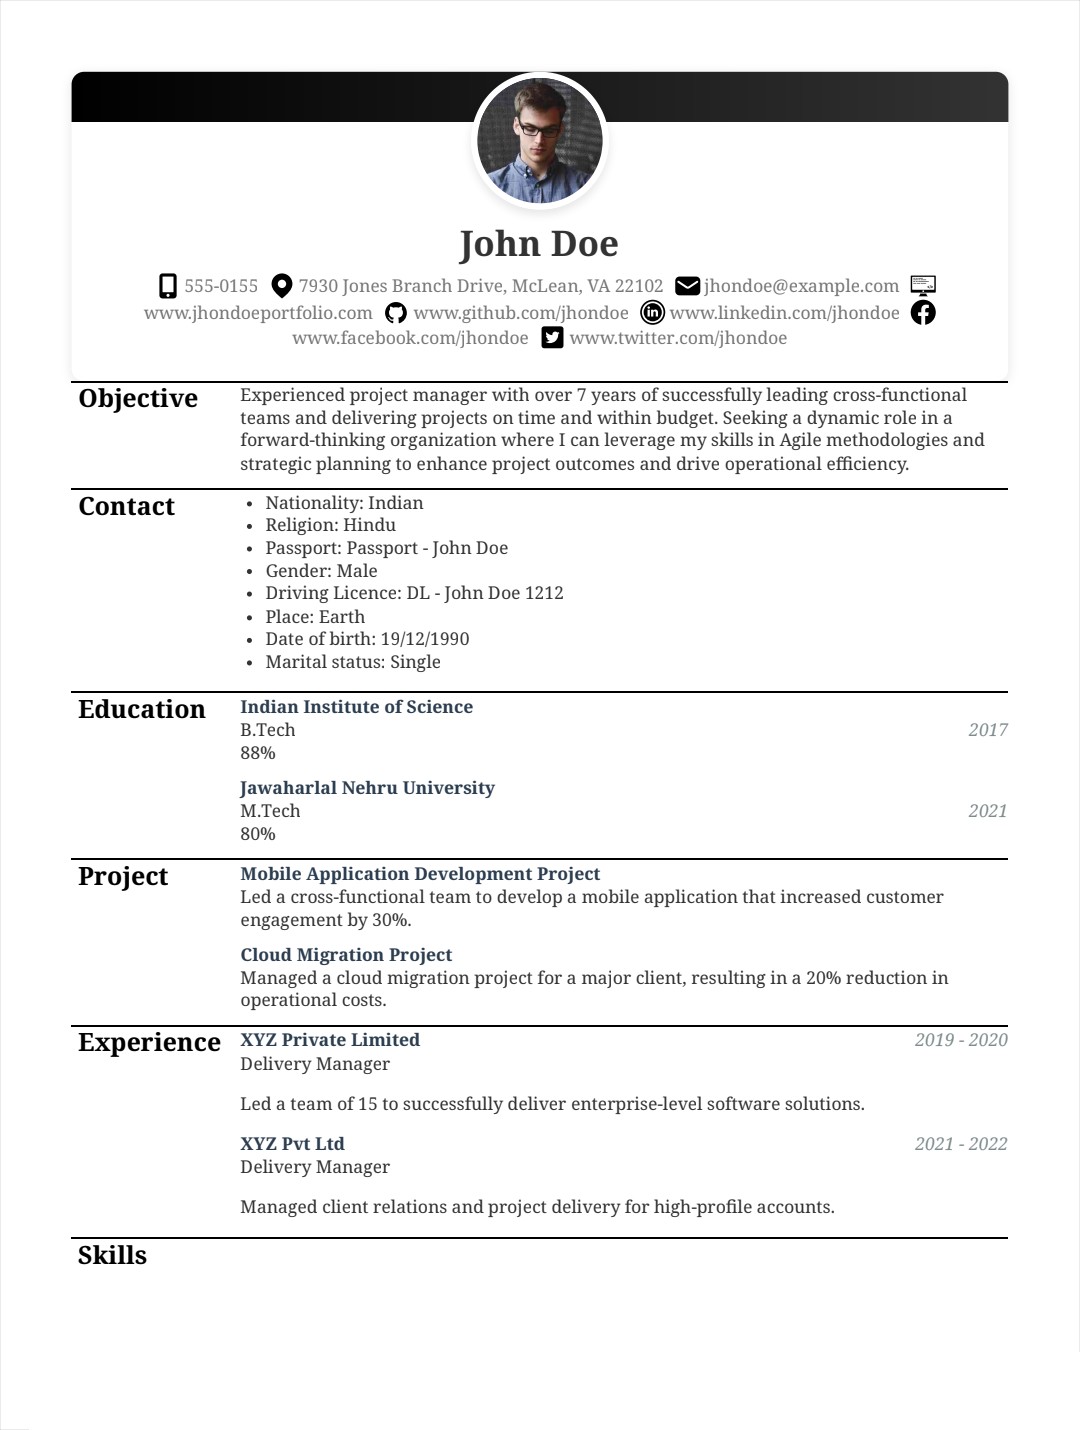 John Doe
555-0155 7930 Jones Branch Drive, McLean, VA 22102 jhondoe@example.com
www.jhondoeportfolio.com www.github.com/jhondoe www.linkedin.com/jhondoe
www.facebook.com/jhondoe www.twitter.com/jhondoe
Objective
Experienced project manager with over 7 years of successfully leading cross-functional
teams and delivering projects on time and within budget. Seeking a dynamic role in a
forward-thinking organization where I can leverage my skills in Agile methodologies and
strategic planning to enhance project outcomes and drive operational efficiency.
Contact
• Nationality: Indian
• Religion: Hindu
• Passport: Passport - John Doe
• Gender: Male
• Driving Licence: DL - John Doe 1212
• Place: Earth
• Date of birth: 19/12/1990
• Marital status: Single
Education
Indian Institute of Science
B.Tech 2017
88%
Jawaharlal Nehru University
M.Tech 2021
80%
Project
Mobile Application Development Project
Led a cross-functional team to develop a mobile application that increased customer
engagement by 30%.
Cloud Migration Project
Managed a cloud migration project for a major client, resulting in a 20% reduction in
operational costs.
Experience
XYZ Private Limited 2019 - 2020
Delivery Manager
Led a team of 15 to successfully deliver enterprise-level software solutions.
XYZ Pvt Ltd 2021 - 2022
Delivery Manager
Managed client relations and project delivery for high-profile accounts.
Skills